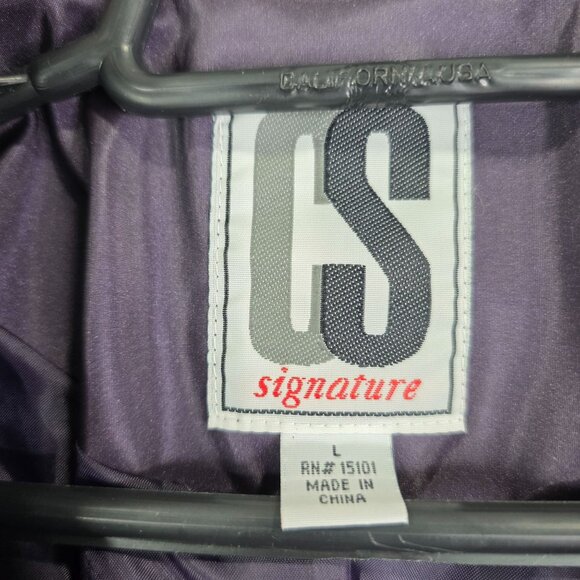 CALIFORNIA, USA
CS
signature
L
RN# 15101
MADE IN
CHINA